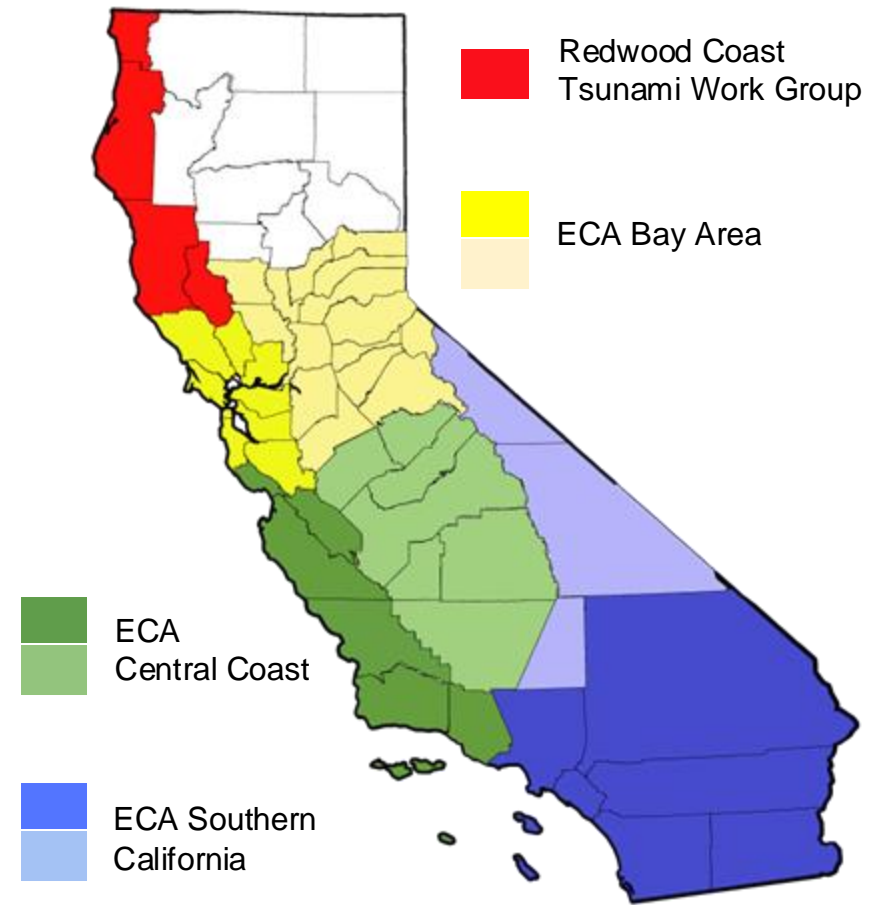 Redwood Coast
Tsunami Work Group
ECA Bay Area
ECA
Central Coast
ECA Southern
California